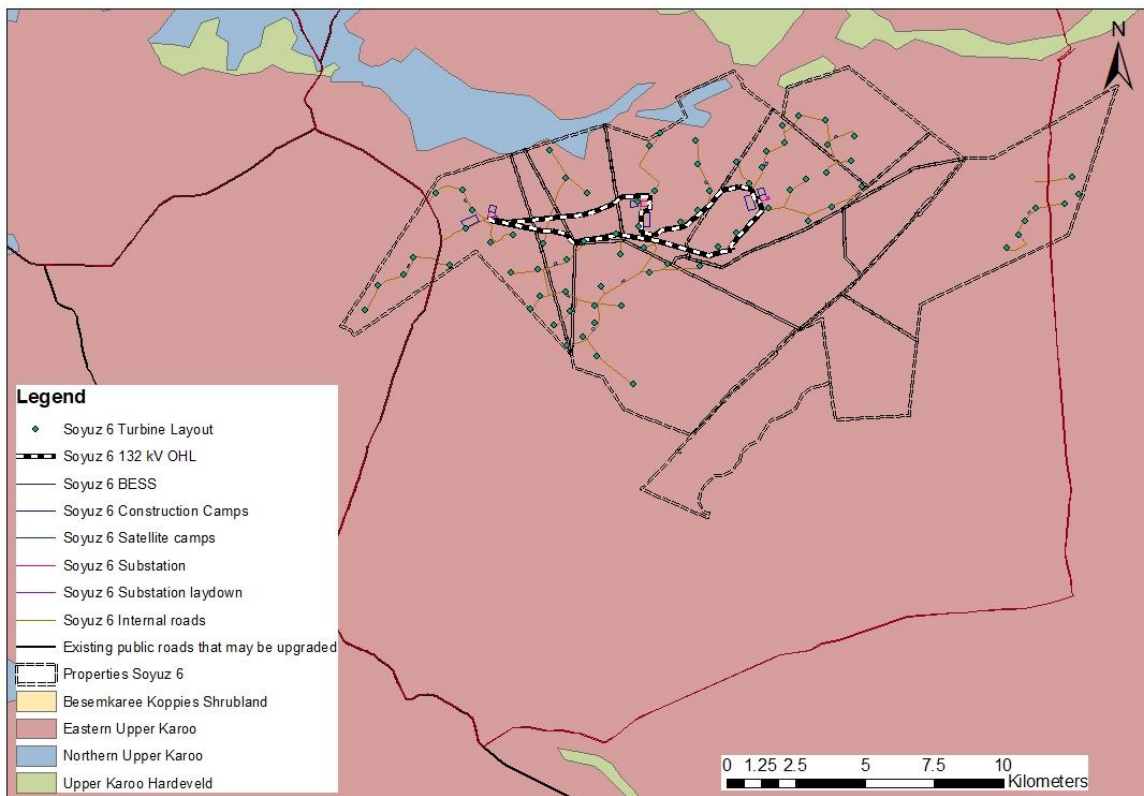 N
Legend
Soyuz 6 Turbine Layout
Soyuz 6 132 kV OHL
Soyuz 6 BESS
Soyuz 6 Construction Camps
Soyuz 6 Satellite camps
Soyuz 6 Substation
Soyuz 6 Substation laydown
Soyuz 6 Internal roads
Existing public roads that may be upgraded
Properties Soyuz 6
Besemkaree Koppies Shrubland
Eastern Upper Karoo
Northern Upper Karoo
Upper Karoo Hardeveld
0 1.25 2.5 5 7.5 10
Kilometers